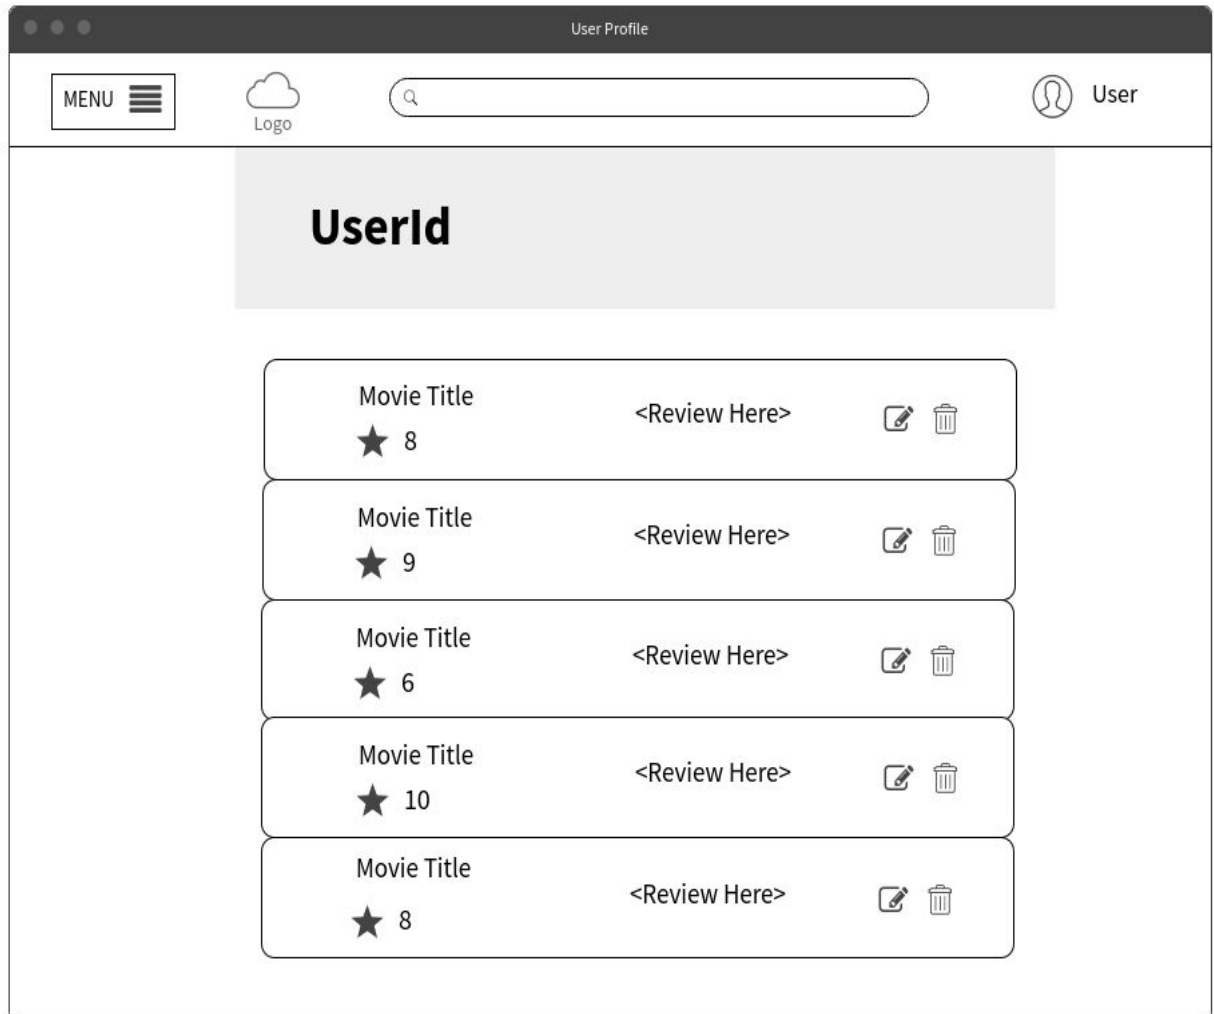 User Profile
MENU
Logo
User
UserId
Movie Title
<Review Here>
8
Movie Title
<Review Here>
9
Movie Title
<Review Here>
6
Movie Title
<Review Here>
10
Movie Title
<Review Here>
8